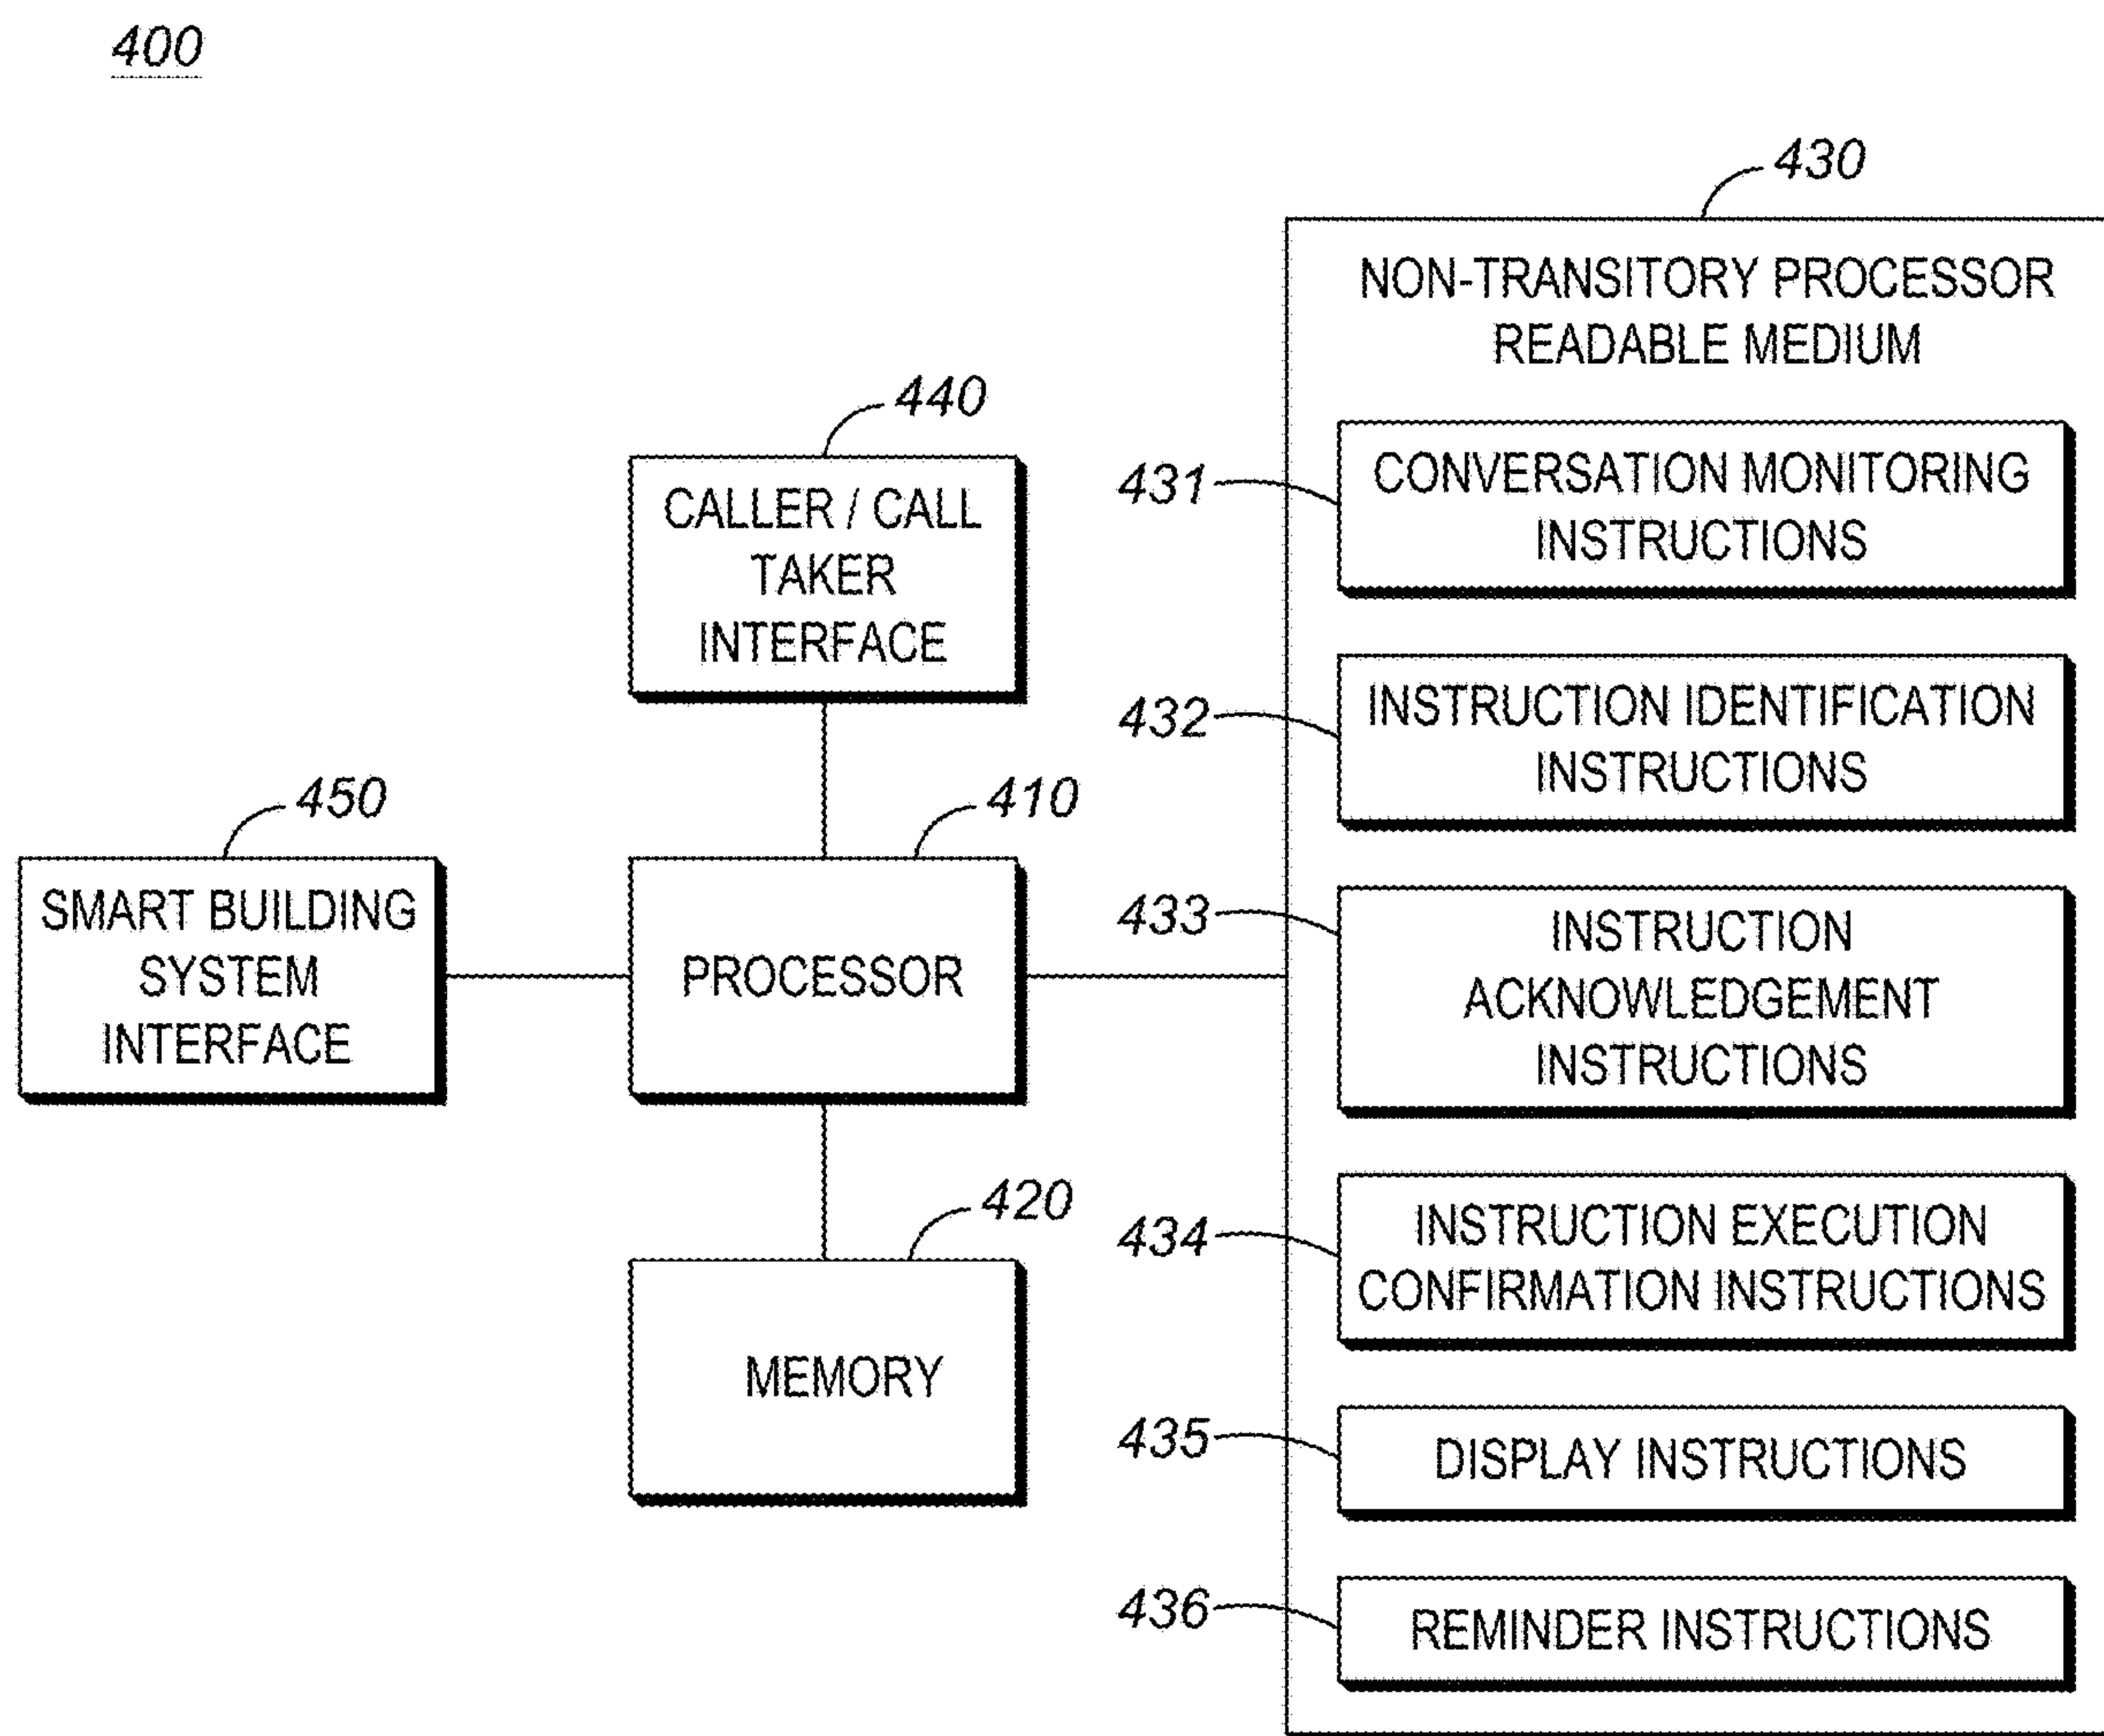 400
430
NON-TRANSITORY PROCESSOR
READABLE MEDIUM
440
CALLER / CALL
TAKER
INTERFACE
431
CONVERSATION MONITORING
INSTRUCTIONS
432
INSTRUCTION IDENTIFICATION
INSTRUCTIONS
450
SMART BUILDING
SYSTEM
INTERFACE
410
PROCESSOR
433
INSTRUCTION
ACKNOWLEDGEMENT
INSTRUCTIONS
420
MEMORY
434
INSTRUCTION EXECUTION
CONFIRMATION INSTRUCTIONS
435
DISPLAY INSTRUCTIONS
436
REMINDER INSTRUCTIONS